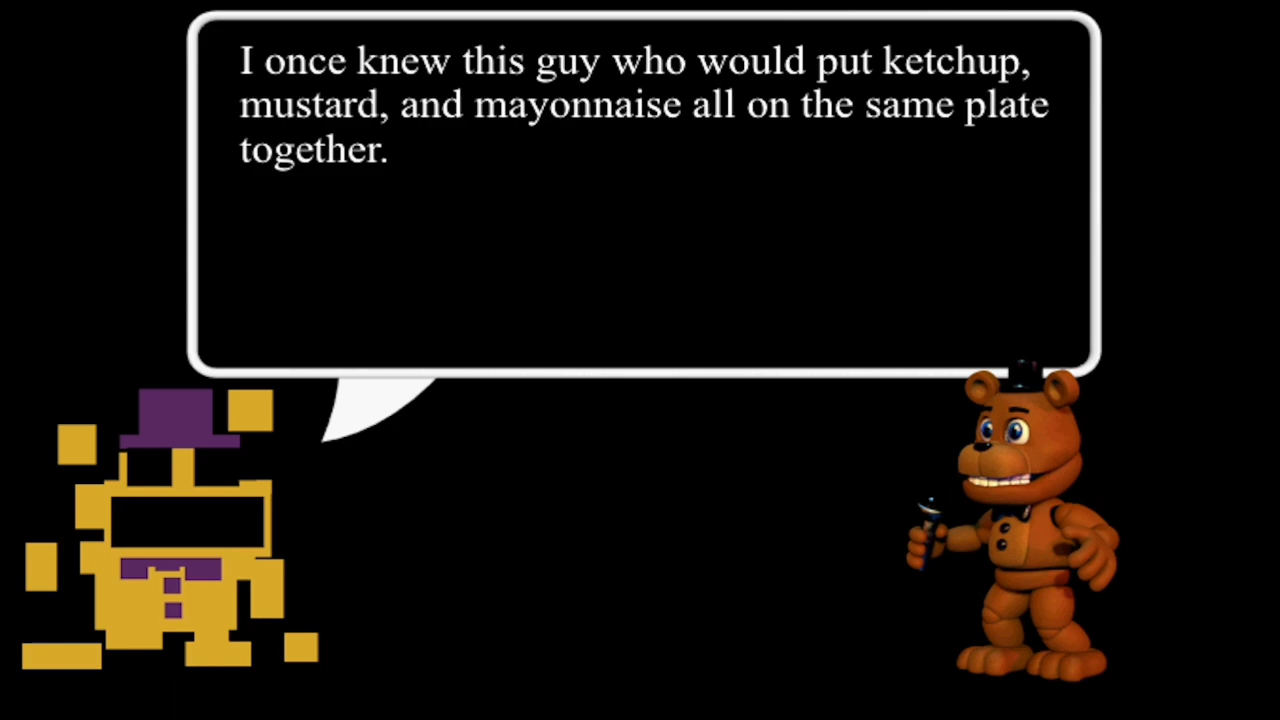 I once knew this guy who would put ketchup,
mustard, and mayonnaise all on the same plate
together.